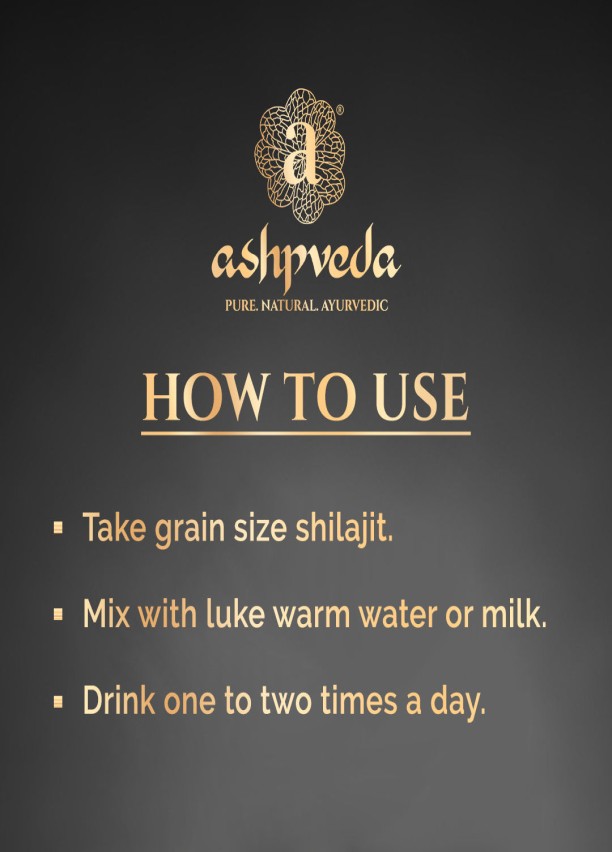 a®
ashpveda
PURE. NATURAL. AYURVEDIC
HOW TO USE
▪ Take grain size shilajit.
▪ Mix with luke warm water or milk.
▪ Drink one to two times a day.